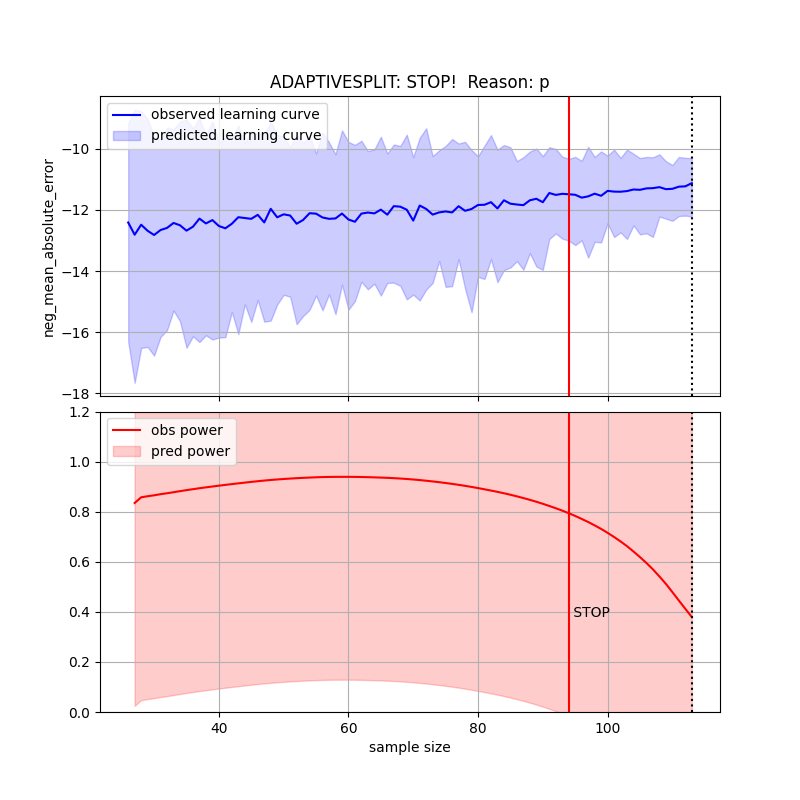 ADAPTIVESPLIT: STOP!  Reason: p
observed learning curve
predicted learning curve
−10
−12
−14
−16
−18
neg_mean_absolute_error
obs power
pred power
1.2
1.0
0.8
0.6
0.4
0.2
0.0
STOP
40 60 80 100
sample size